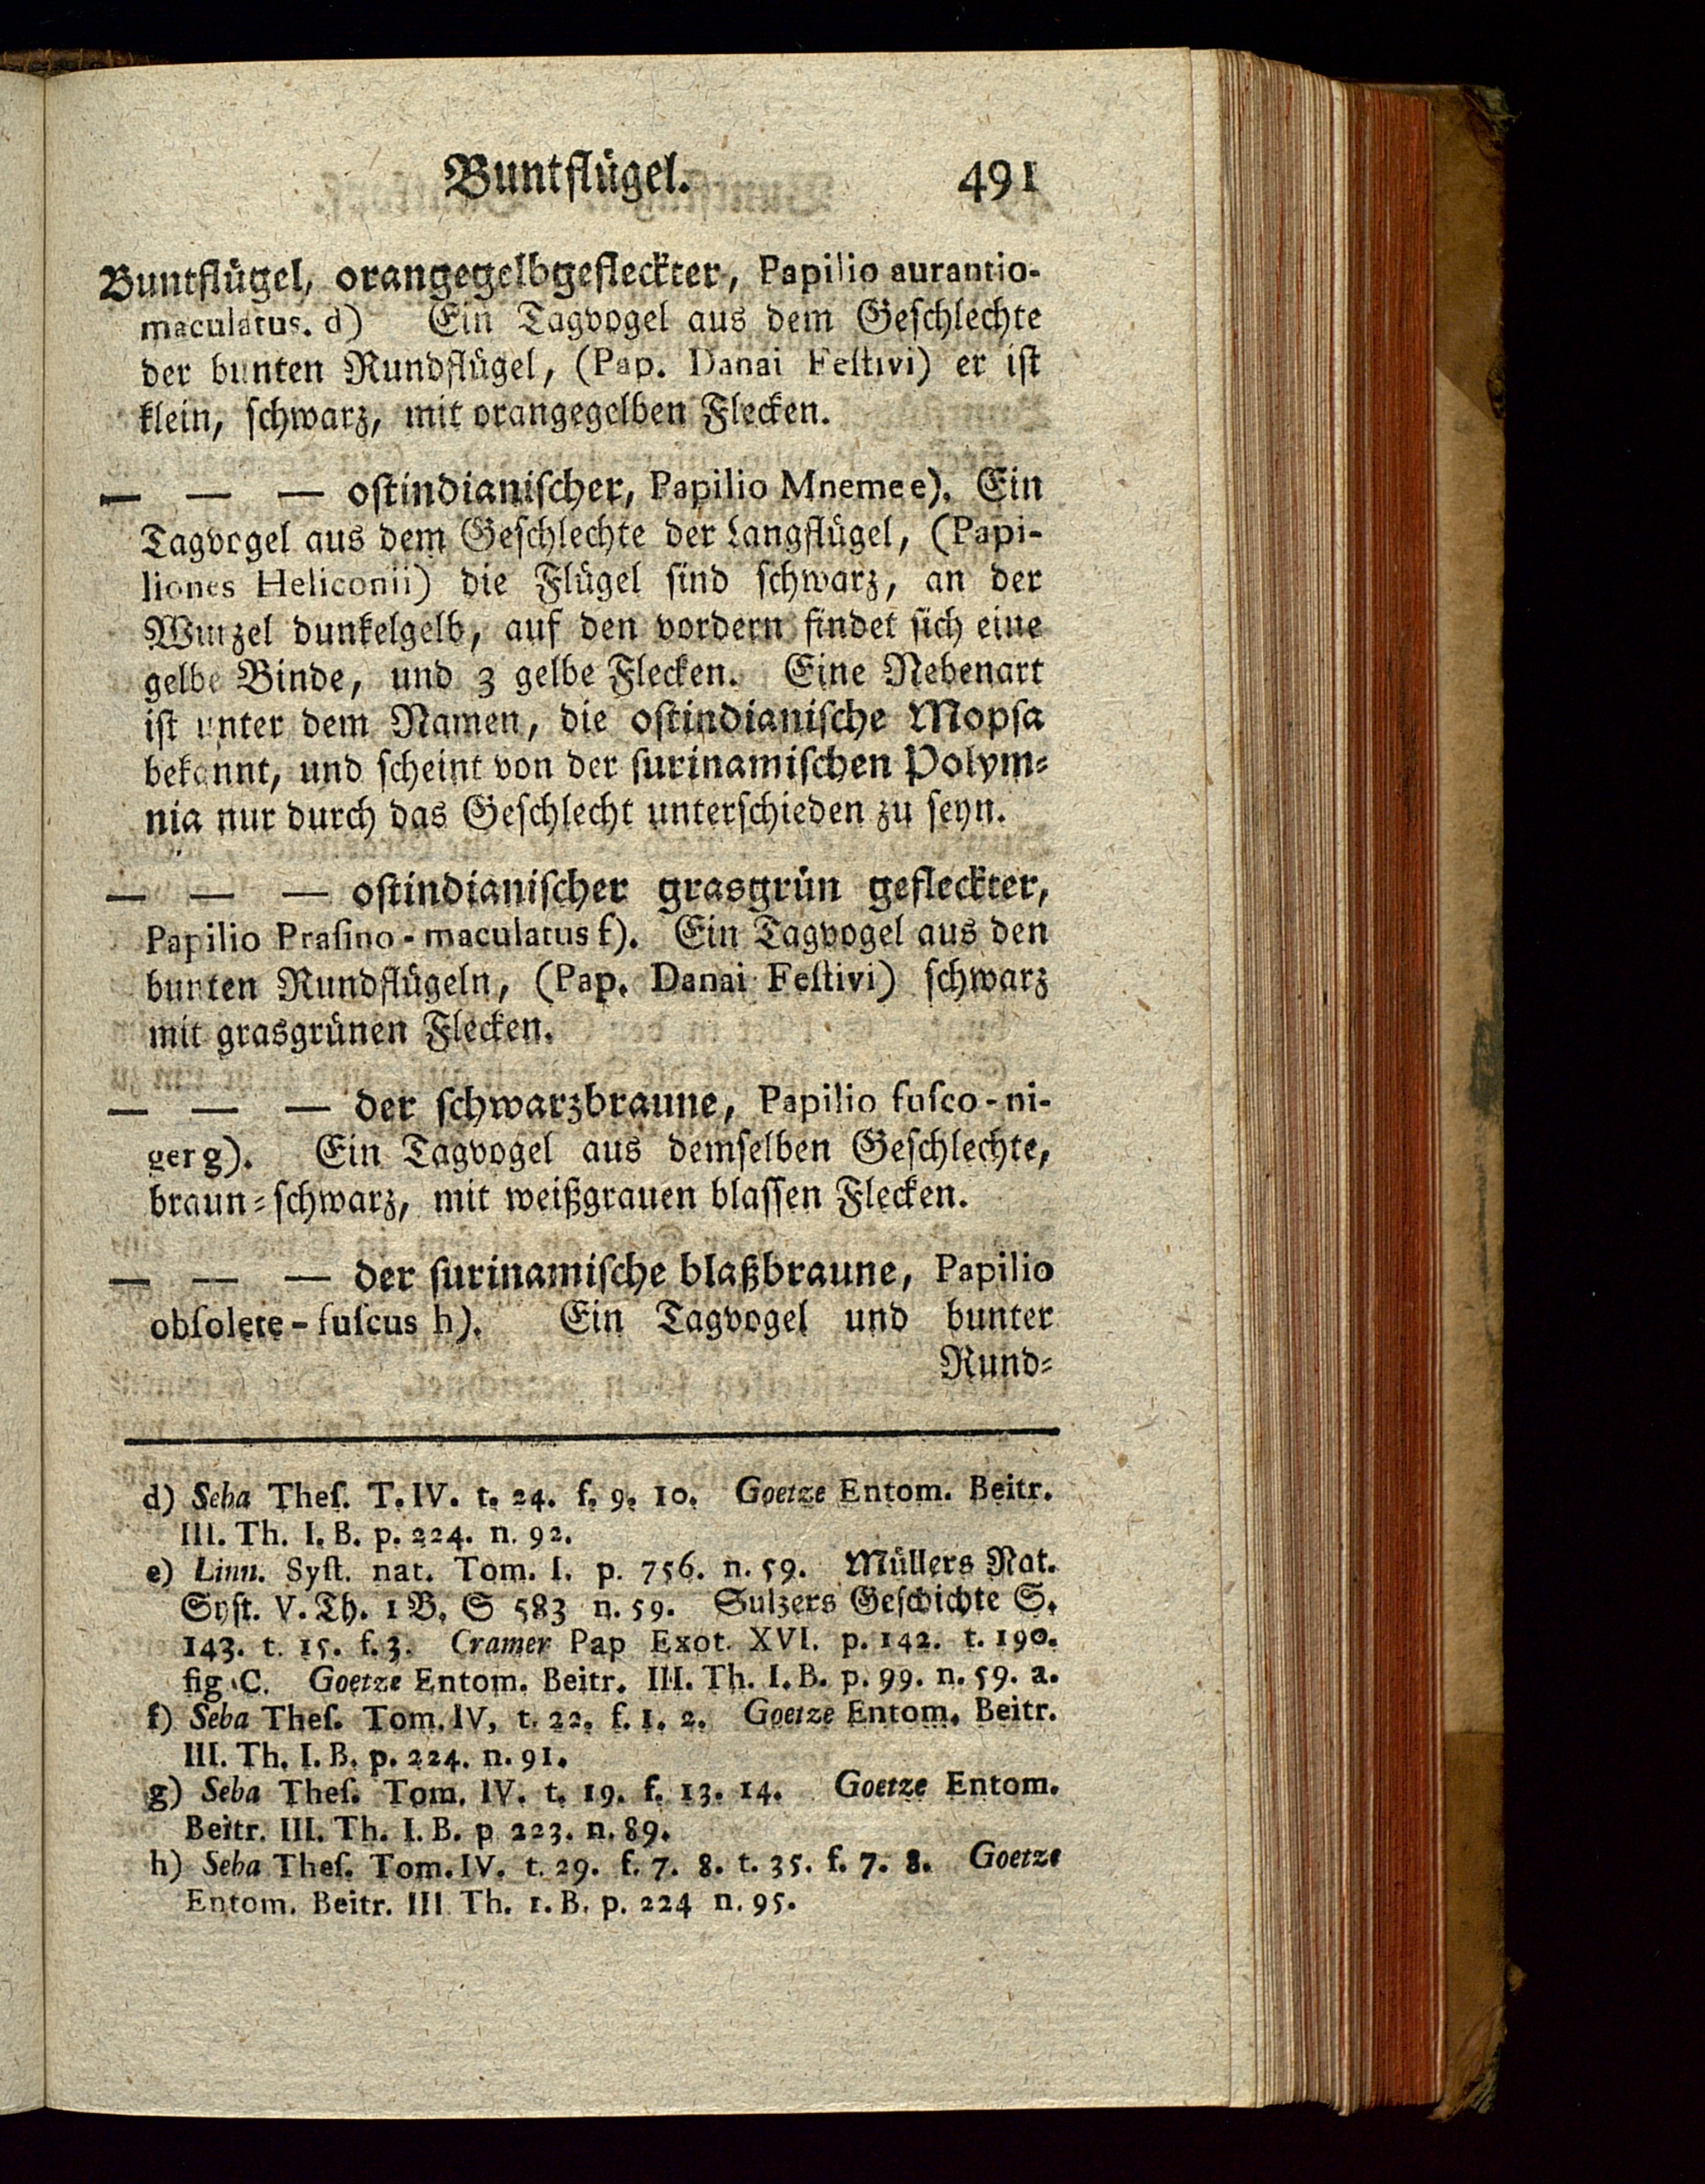 Buntflügel. 491
Buntflügel, orangegelbgefleckter, Papilio aurantio-
maculatus. d) Ein Tagvogel aus dem Geschlechte
der bunten Rundflügel, (Pap. Danai Feſtivi) er ist
klein, schwarz, mit orangegelben Flecken.
— — — ostindianischer, Papilio Mneme e). Ein
Tagvogel aus dem Geschlechte der Langflügel, (Papi-
liones Heliconii) die Flügel sind schwarz, an der
Wurzel dunkelgelb, auf den vordern findet sich eine
gelbe Binde, und 3 gelbe Flecken. Eine Nebenart
ist unter dem Namen, die ostindianische Mopsa
bekannt, und scheint von der surinamischen Polym-
nia nur durch das Geschlecht unterschieden zu seyn.
— — — ostindianischer grasgrün gefleckter,
Papilio Praſino-maculatus f). Ein Tagvogel aus den
bunten Rundflügeln, (Pap. Danai Feſtivi) schwarz
mit grasgrünen Flecken.
— — — der schwarzbraune, Papilio fuſco-ni-
ger g). Ein Tagvogel aus demselben Geschlechte,
braun-schwarz, mit weißgrauen blassen Flecken.
— — — der surinamische blaßbraune, Papilio
obſolete-fuſcus h). Ein Tagvogel und bunter
Rund-
d) Seba Theſ. T. IV. t. 24. f. 9. 10. Goetze Entom. Beitr.
III. Th. I. B. p. 224. n. 92.
e) Linn. Syſt. nat. Tom. I. p. 756. n. 59. Müllers Nat.
Syst. V. Th. 1 B. S 583 n. 59. Sulzers Geschichte S.
143. t. 15. f. 3. Cramer Pap Exot. XVI. p. 142. t. 190.
fig. C. Goetze Entom. Beitr. III. Th. I. B. p. 99. n. 59. a.
f) Seba Theſ. Tom. IV, t. 22. f. 1. 2. Goetze Entom. Beitr.
III. Th. I. B. p. 224. n. 91.
g) Seba Theſ. Tom. IV. t. 19. f. 13. 14. Goetze Entom.
Beitr. III. Th. I. B. p 223. n. 89.
h) Seba Theſ. Tom. IV. t. 29. f. 7. 8. t. 35. f. 7. 8. Goetze
Entom. Beitr. III Th. 1. B. p. 224 n. 95.